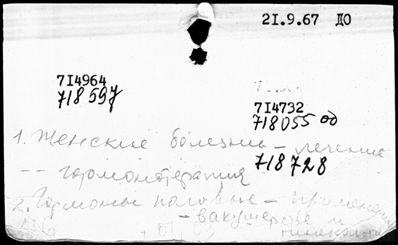 21.9.67 ДО
714964
718597
714732
718055 до
1. Женские болезни – лечение
718728
-- гормонотерапия
2. Гормоны половые – применение
– в акушерстве и